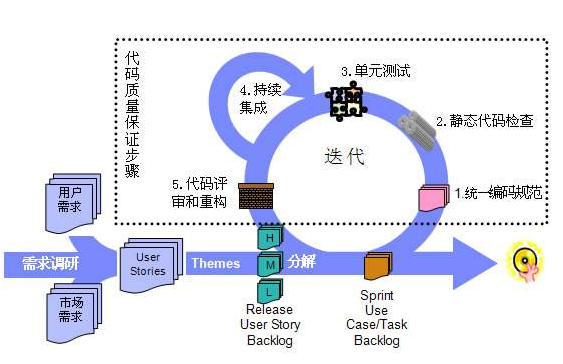 代
码
质
量
保
证
步
骤
3.单元测试
4.持续
集成
2.静态代码检查
迭代
5.代码评
审和重构
1.统一编码规范
用户
需求
需求调研
User
Stories
Themes
H
M
L
分解
市场
需求
Release
User Story
Backlog
Sprint
Use
Case/Task
Backlog